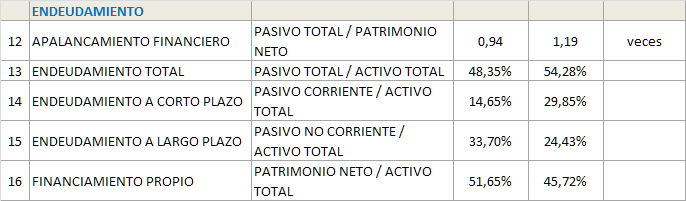 ENDEUDAMIENTO
12 APALANCAMIENTO FINANCIERO PASIVO TOTAL / PATRIMONIO NETO 0,94 1,19 veces
13 ENDEUDAMIENTO TOTAL PASIVO TOTAL / ACTIVO TOTAL 48,35% 54,28%
14 ENDEUDAMIENTO A CORTO PLAZO PASIVO CORRIENTE / ACTIVO TOTAL 14,65% 29,85%
15 ENDEUDAMIENTO A LARGO PLAZO PASIVO NO CORRIENTE / ACTIVO TOTAL 33,70% 24,43%
16 FINANCIAMIENTO PROPIO PATRIMONIO NETO / ACTIVO TOTAL 51,65% 45,72%